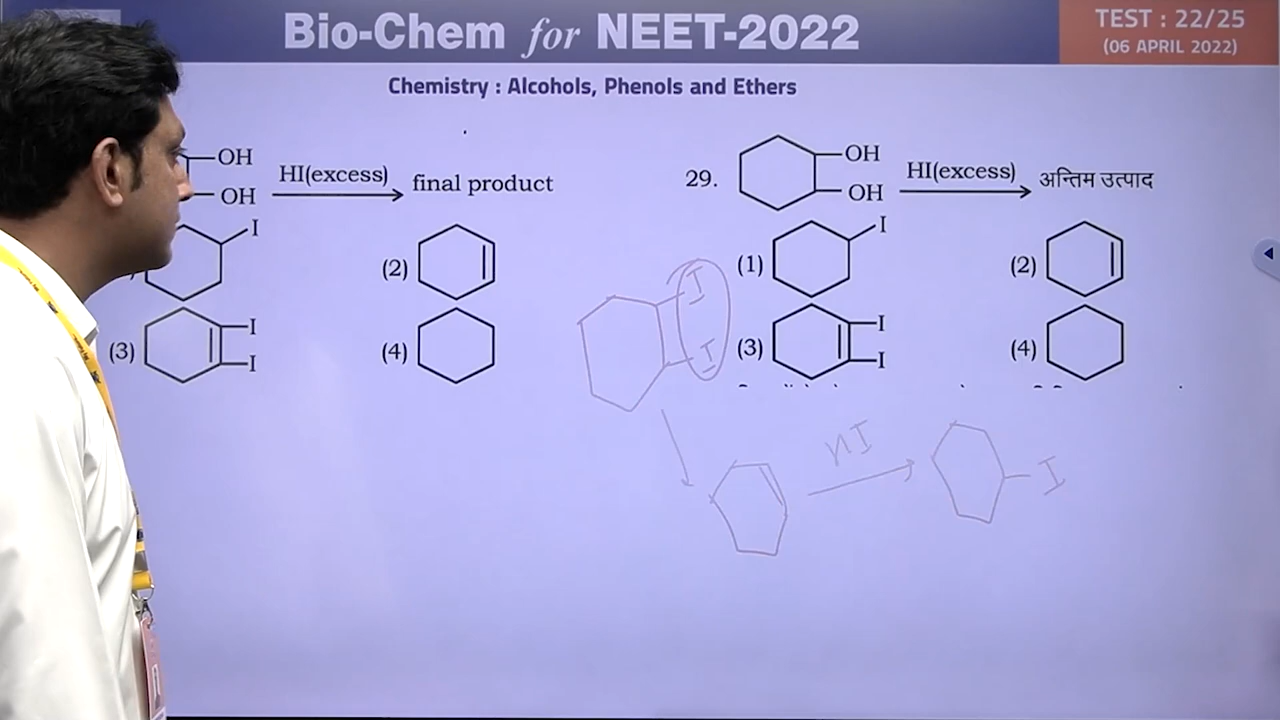 Bio-Chem for NEET-2022
TEST : 22/25
(06 APRIL 2022)
Chemistry : Alcohols, Phenols and Ethers
OH
OH
HI(excess)
final product
I
(2)
(3)
I
I
(4)
29.
OH
OH
HI(excess)
अन्तिम उत्पाद
(1)
I
(2)
(3)
I
I
(4)
I
I
HI
I